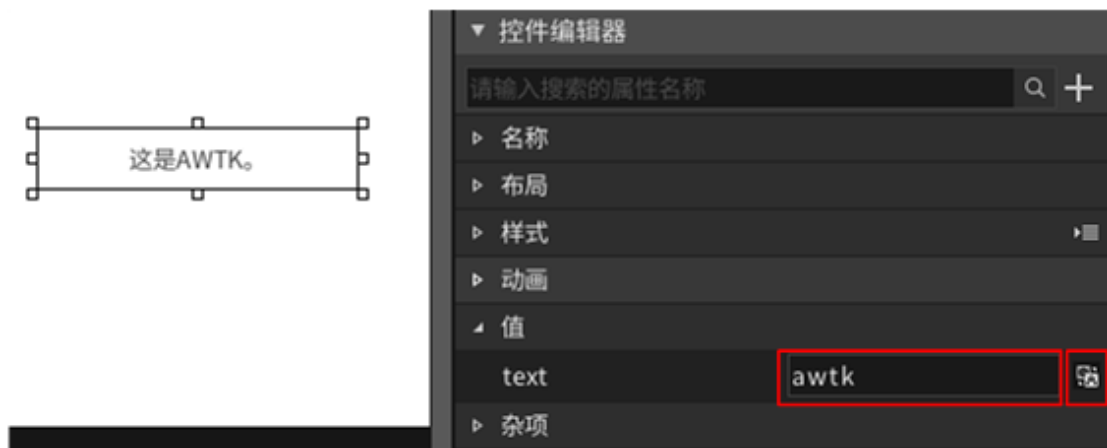 控件编辑器
请输入搜索的属性名称
名称
这是AWTK。
布局
样式
动画
值
text awtk
杂项